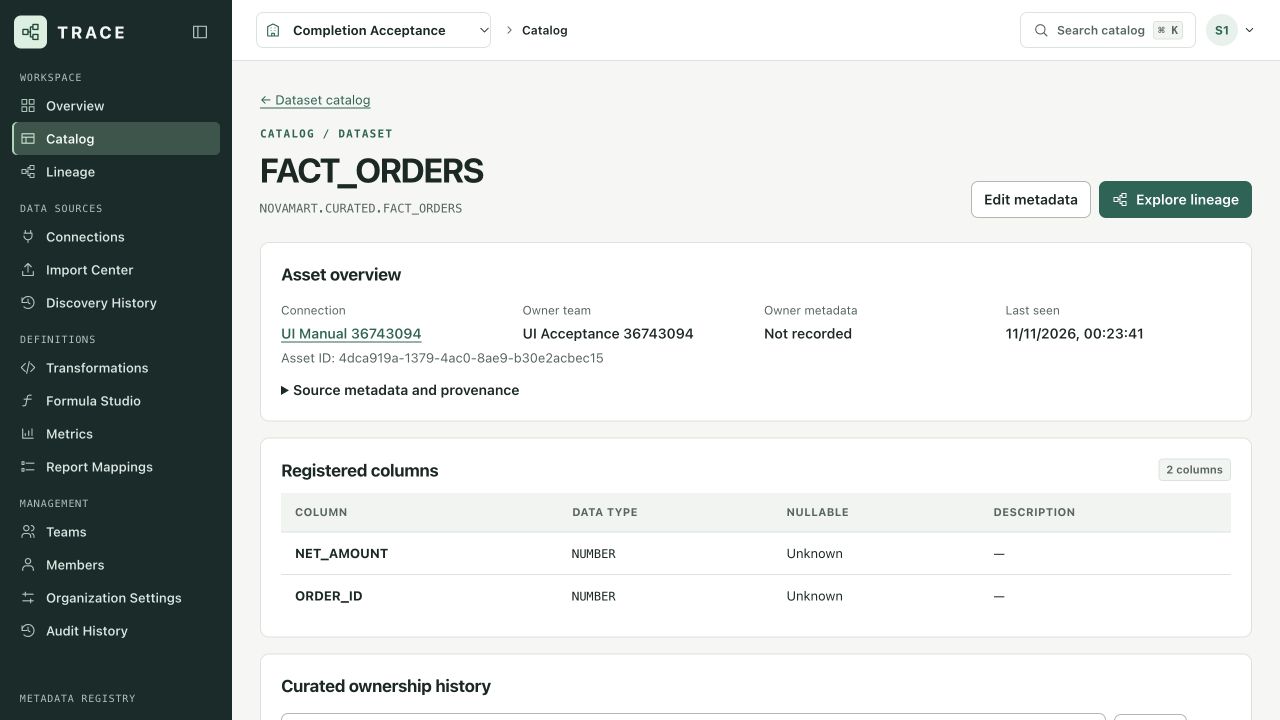 TRACE
WORKSPACE
Overview
Catalog
Lineage
DATA SOURCES
Connections
Import Center
Discovery History
DEFINITIONS
Transformations
Formula Studio
Metrics
Report Mappings
MANAGEMENT
Teams
Members
Organization Settings
Audit History
METADATA REGISTRY
Completion Acceptance
Catalog
Search catalog ⌘ K
S1
← Dataset catalog
CATALOG / DATASET
FACT_ORDERS
NOVAMART.CURATED.FACT_ORDERS
Edit metadata
Explore lineage
Asset overview
Connection Owner team Owner metadata Last seen
UI Manual 36743094 UI Acceptance 36743094 Not recorded 11/11/2026, 00:23:41
Asset ID: 4dca919a-1379-4ac0-8ae9-b30e2acbec15
Source metadata and provenance
Registered columns
2 columns
COLUMN DATA TYPE NULLABLE DESCRIPTION
NET_AMOUNT NUMBER Unknown —
ORDER_ID NUMBER Unknown —
Curated ownership history